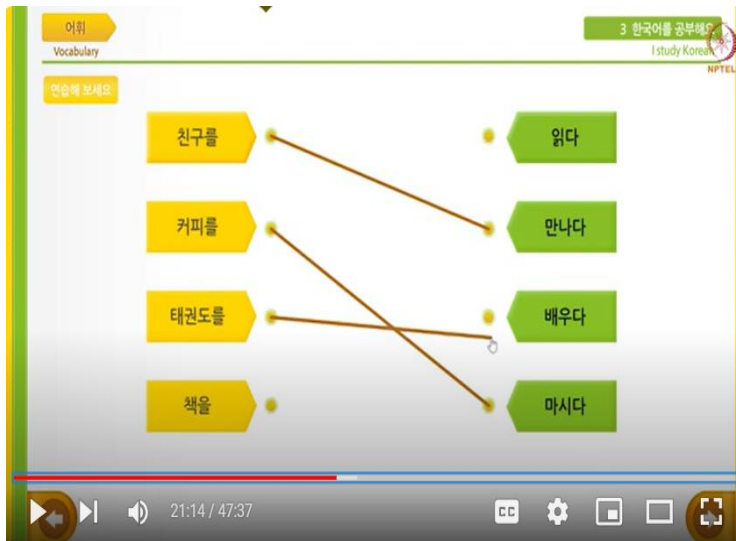 어휘
Vocabulary
3 한국어를 공부해요
I study Korean
NPTEL
연습해 보세요
친구를
읽다
커피를
만나다
태권도를
배우다
책을
마시다
21:14 / 47:37
CC